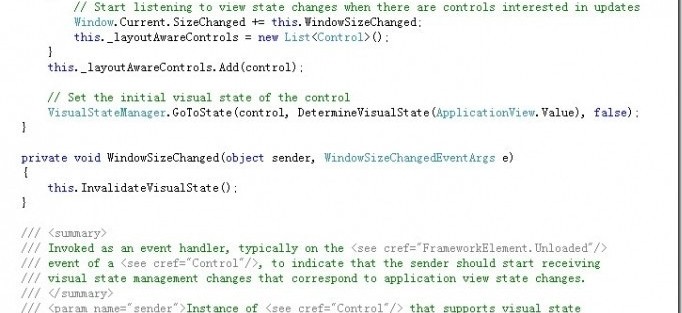 // Start listening to view state changes when there are controls interested in updates
Window.Current.SizeChanged += this.WindowSizeChanged;
this._layoutAwareControls = new List<Control>();
}
this._layoutAwareControls.Add(control);
// Set the initial visual state of the control
VisualStateManager.GoToState(control, DetermineVisualState(ApplicationView.Value), false);
}
private void WindowSizeChanged(object sender, WindowSizeChangedEventArgs e)
{
this.InvalidateVisualState();
}
/// <summary>
/// Invoked as an event handler, typically on the <see cref="FrameworkElement.Unloaded"/>
/// event of a <see cref="Control"/>, to indicate that the sender should start receiving
/// visual state management changes that correspond to application view state changes.
/// </summary>
/// <param name="sender">Instance of <see cref="Control"/> that supports visual state